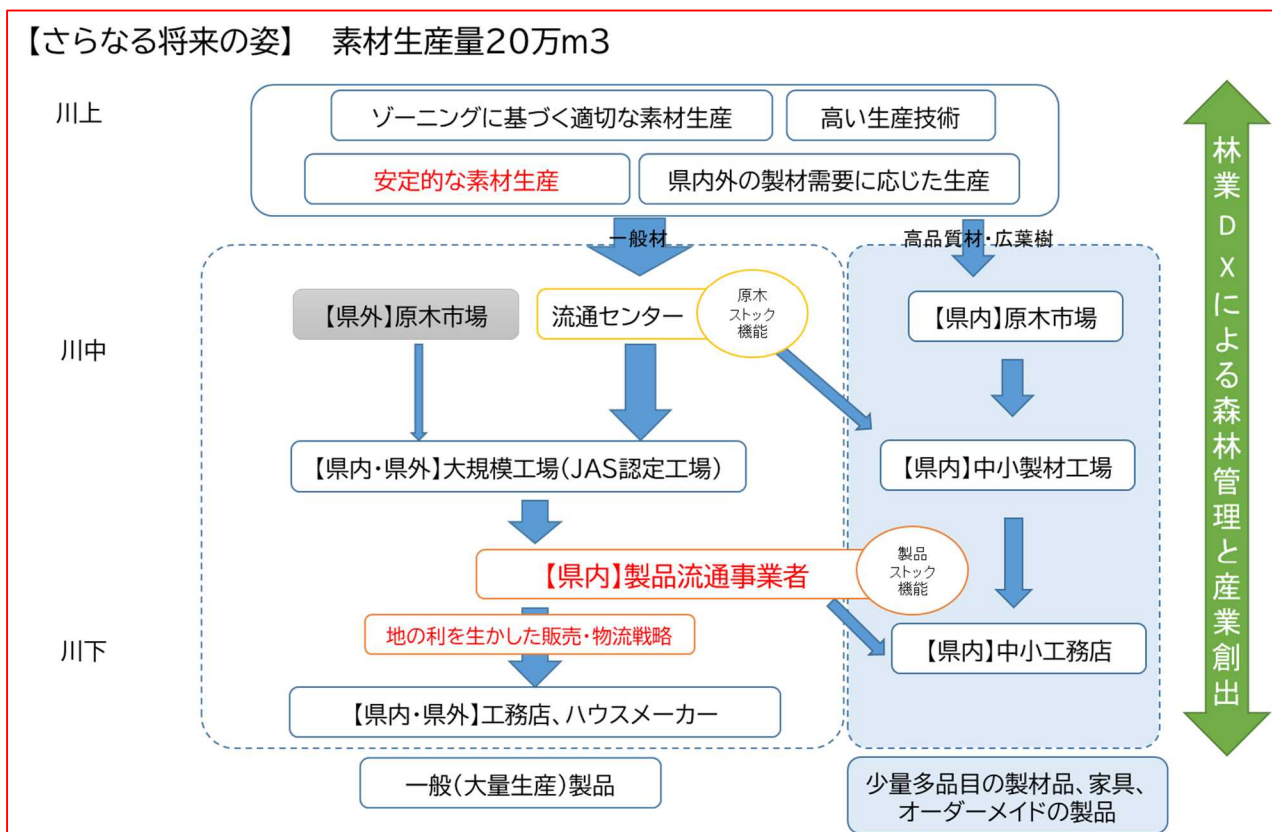 【さらなる将来の姿】　素材生産量20万m3
川上
ゾーニングに基づく適切な素材生産
高い生産技術
安定的な素材生産
県内外の製材需要に応じた生産
一般材
高品質材・広葉樹
川中
【県外】原木市場
流通センター
原木
ストック
機能
【県内】原木市場
【県内・県外】大規模工場(JAS認定工場)
【県内】中小製材工場
【県内】製品流通事業者
製品
ストック
機能
川下
地の利を生かした販売・物流戦略
【県内】中小工務店
【県内・県外】工務店、ハウスメーカー
一般(大量生産)製品
少量多品目の製材品、家具、
オーダーメイドの製品
林業DXによる森林管理と産業創出